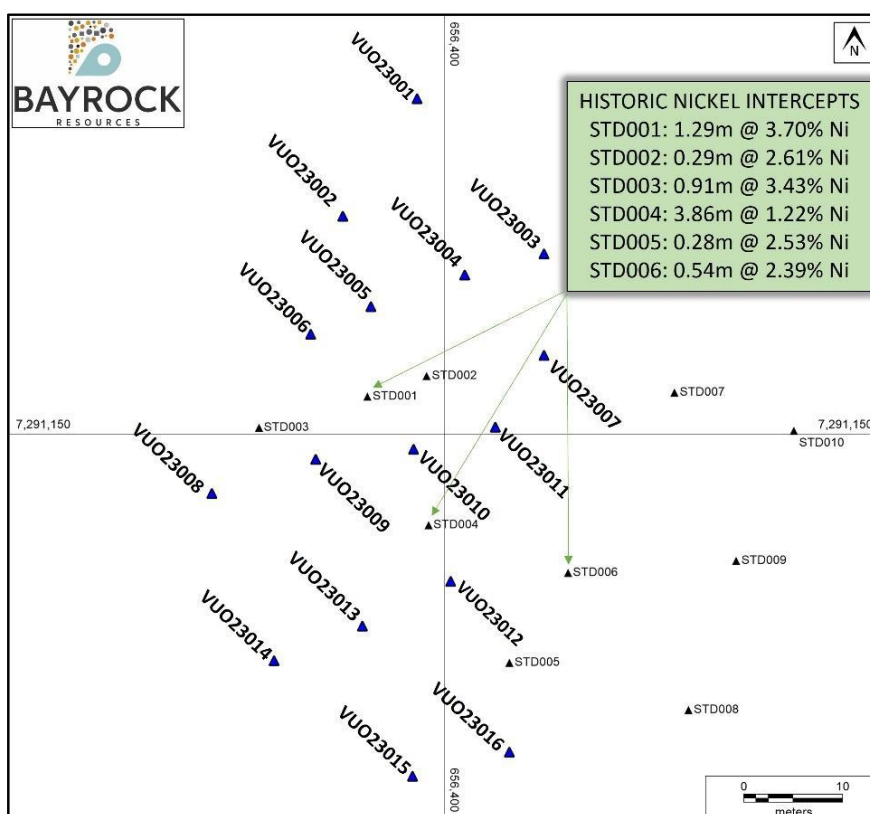 BAYROCK
RESOURCES
656,400
N
VUO23001
HISTORIC NICKEL INTERCEPTS
STD001: 1.29m @ 3.70% Ni
STD002: 0.29m @ 2.61% Ni
STD003: 0.91m @ 3.43% Ni
STD004: 3.86m @ 1.22% Ni
STD005: 0.28m @ 2.53% Ni
STD006: 0.54m @ 2.39% Ni
VUO23002
VUO23003
VUO23004
VUO23005
VUO23006
VUO23007
STD002
STD001
STD007
STD003
7,291,150
7,291,150
STD010
VUO23008
VUO23009
VUO23010
VUO23011
STD004
STD006
STD009
VUO23012
VUO23013
VUO23014
STD005
STD008
VUO23015
VUO23016
656,400
0 10
meters